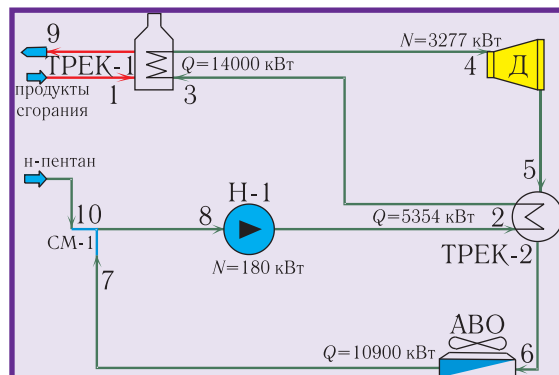 9
N=3277 кВт
ТРЕК-1
Q=14000 кВт
4
Д
продукты
сгорания
1
3
н-пентан
5
Н-1
10
8
Q=5354 кВт
2
СМ-1
ТРЕК-2
7
N=180 кВт
АВО
Q=10900 кВт
6